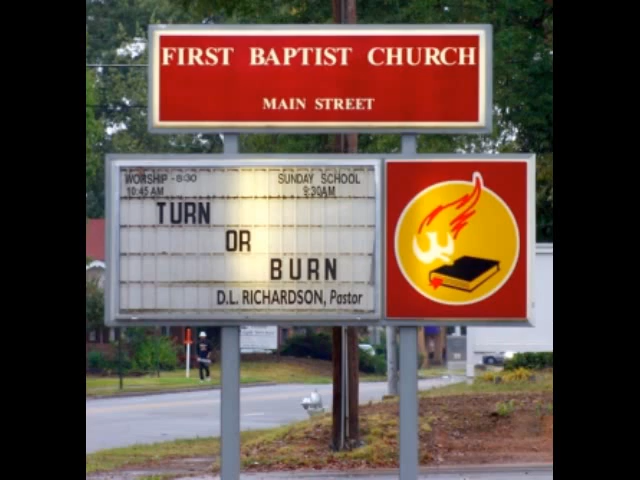 FIRST BAPTIST CHURCH
MAIN STREET
WORSHIP - 8:30
10:45 AM
SUNDAY SCHOOL
9:30AM
TURN
OR
BURN
D.L. RICHARDSON, Pastor